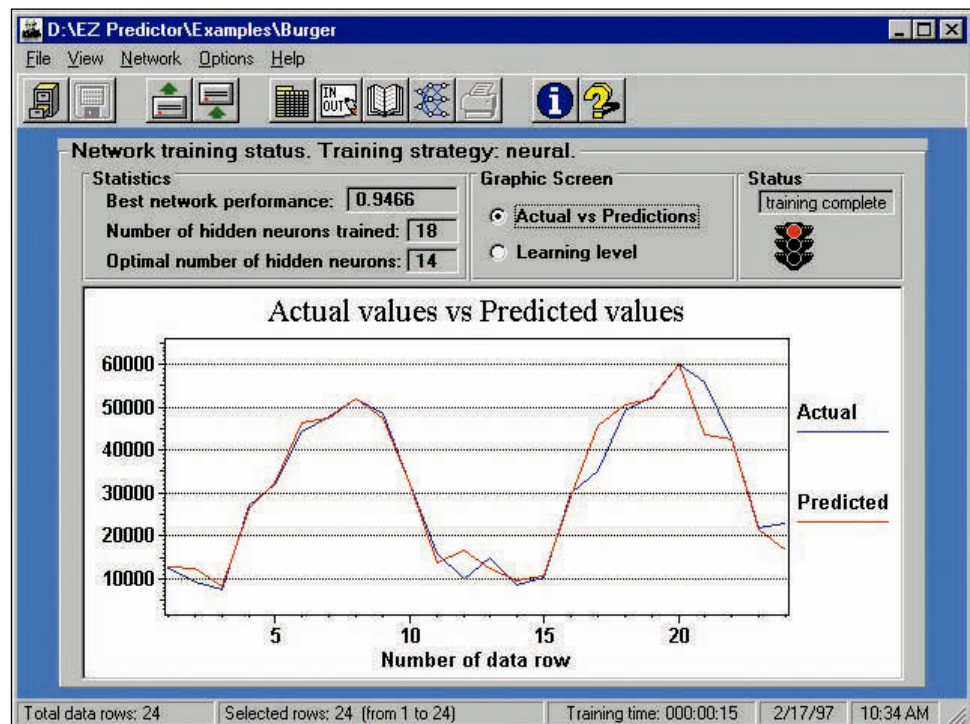 D:\EZ Predictor\Examples\Burger
File View Network Options Help
IN OUT
Network training status. Training strategy: neural.
Statistics
Best network performance: 0.9466
Number of hidden neurons trained: 18
Optimal number of hidden neurons: 14
Graphic Screen
Actual vs Predictions
Learning level
Status
training complete
Actual values vs Predicted values
60000
50000
40000
30000
20000
10000
5 10 15 20
Number of data row
Actual
Predicted
Total data rows: 24 Selected rows: 24 (from 1 to 24) Training time: 000:00:15 2/17/97 10:34 AM